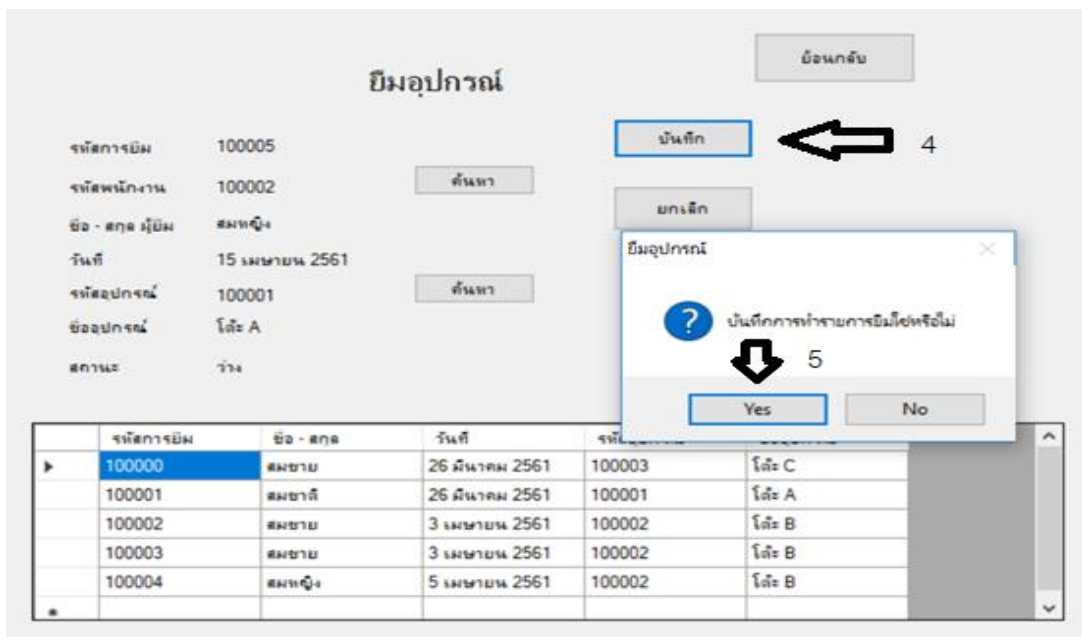 ย้อนกลับ
ยืมอุปกรณ์
บันทึก
4
รหัสการยืม 100005
รหัสพนักงาน 100002 ค้นหา
ยกเลิก
ชื่อ - สกุล ผู้ยืม สมหญิง
วันที่ 15 เมษายน 2561
รหัสอุปกรณ์ 100001 ค้นหา
ชื่ออุปกรณ์ โต๊ะ A
สถานะ ว่าง
ยืมอุปกรณ์
?
บันทึกการทำรายการยืมใช่หรือไม่
5
Yes No
รหัสการยืม ชื่อ - สกุล วันที่
100000 สมชาย 26 มีนาคม 2561 100003 โต๊ะ C
100001 สมชาติ 26 มีนาคม 2561 100001 โต๊ะ A
100002 สมชาย 3 เมษายน 2561 100002 โต๊ะ B
100003 สมชาย 3 เมษายน 2561 100002 โต๊ะ B
100004 สมหญิง 5 เมษายน 2561 100002 โต๊ะ B